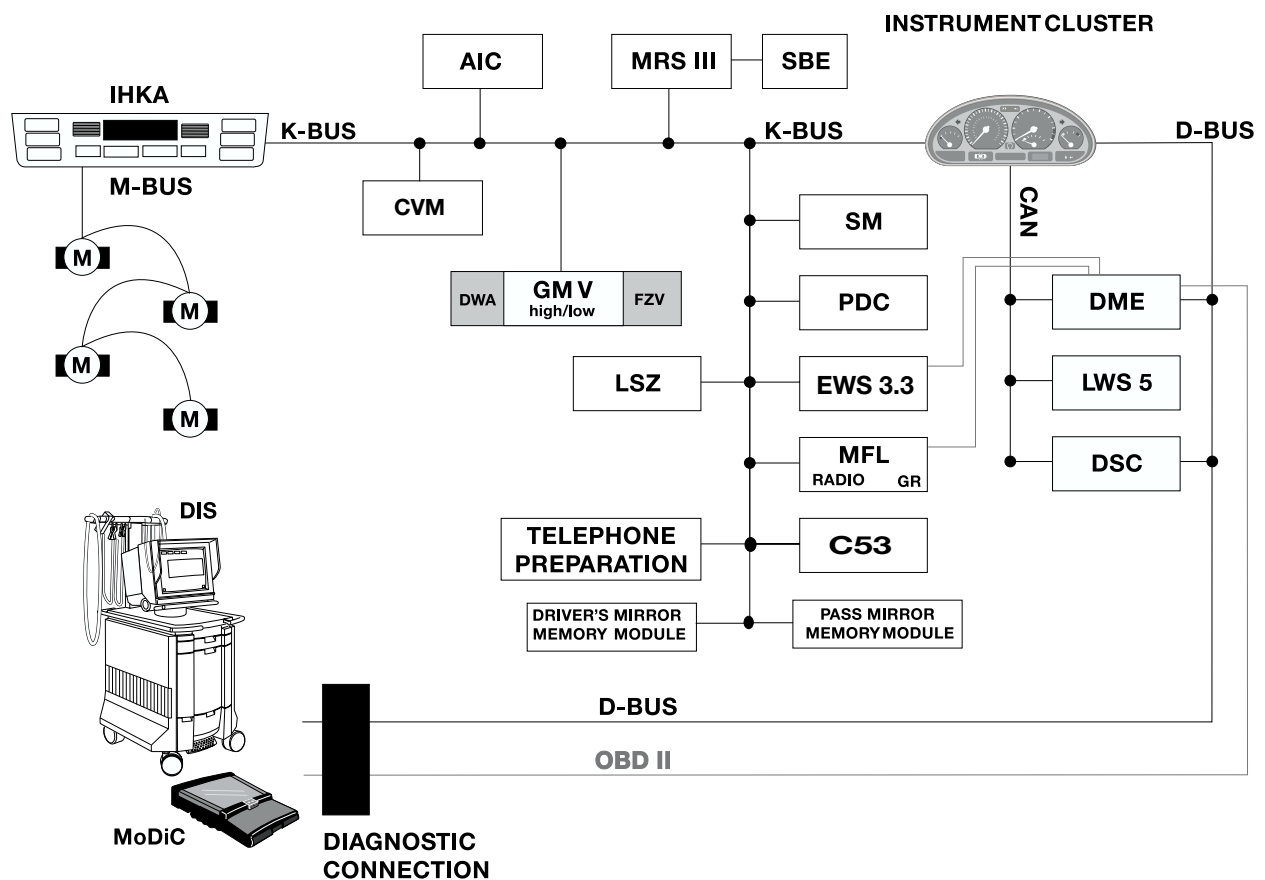 INSTRUMENT CLUSTER
AIC
MRS III
SBE
IHKA
K-BUS
K-BUS
D-BUS
M-BUS
CVM
CAN
SM
M
DWA
GM V
high/low
FZV
PDC
DME
M
M
LSZ
EWS 3.3
LWS 5
M
MFL
RADIO GR
DSC
DIS
TELEPHONE
PREPARATION
C53
DRIVER'S MIRROR
MEMORY MODULE
PASS MIRROR
MEMORY MODULE
D-BUS
OBD II
MoDiC
DIAGNOSTIC
CONNECTION